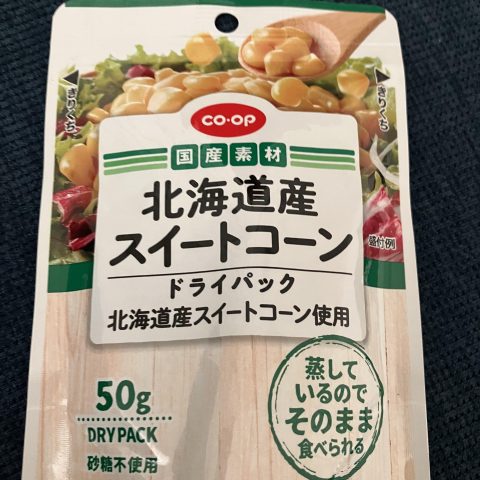 きりくち
きりくち
CO·OP
国産素材
北海道産
スイートコーン
盛付例
ドライパック
北海道産スイートコーン使用
50g
DRY PACK
砂糖不使用
蒸して
いるので
そのまま
食べられる